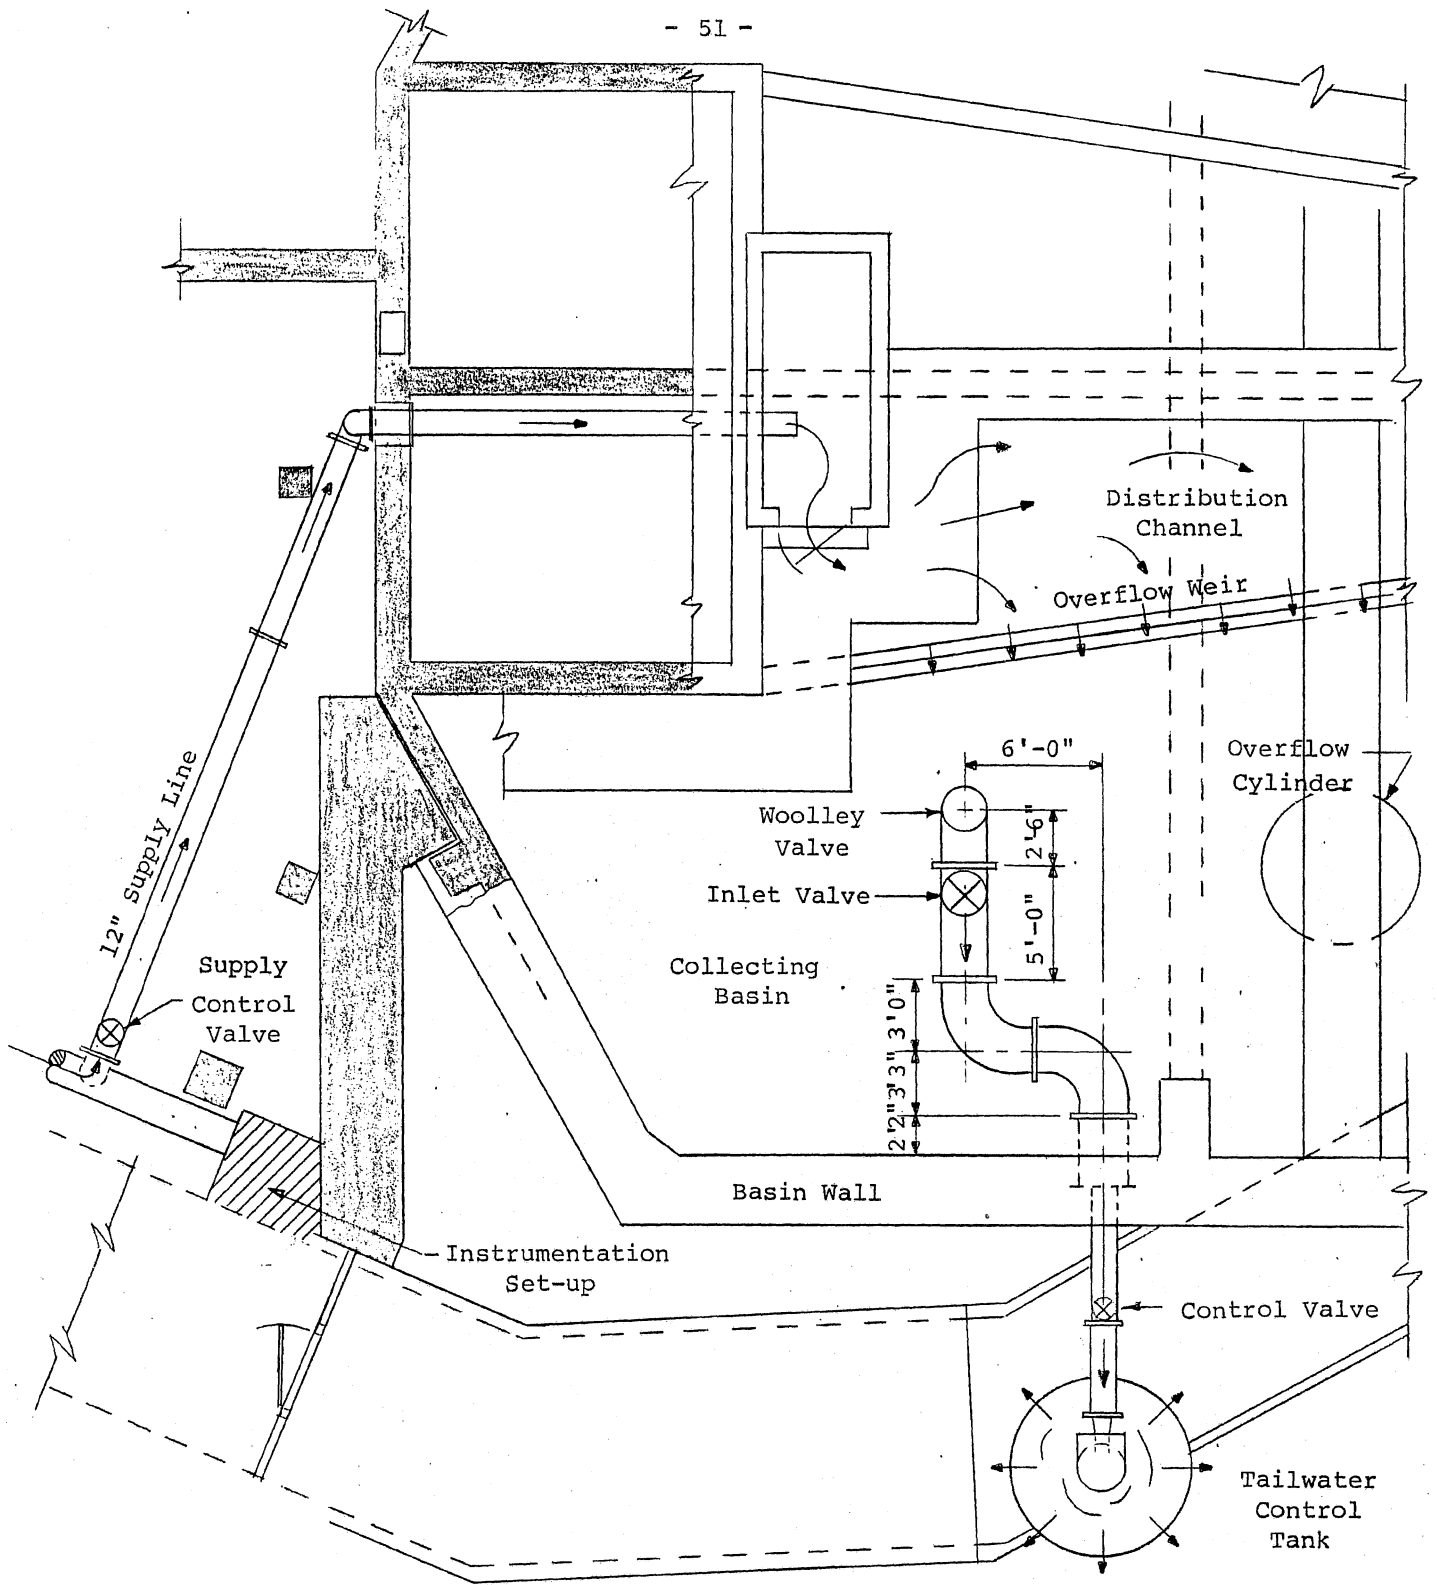 - 51 -
Distribution
Channel
Overflow Weir
6'-0"
Overflow
Cylinder
12" Supply Line
Woolley
Valve
2'6"
Inlet Valve
5'-0"
Supply
Control
Valve
Collecting
Basin
3'0"
3'3"
2'2"
Basin Wall
Instrumentation
Set-up
Control Valve
Tailwater
Control
Tank